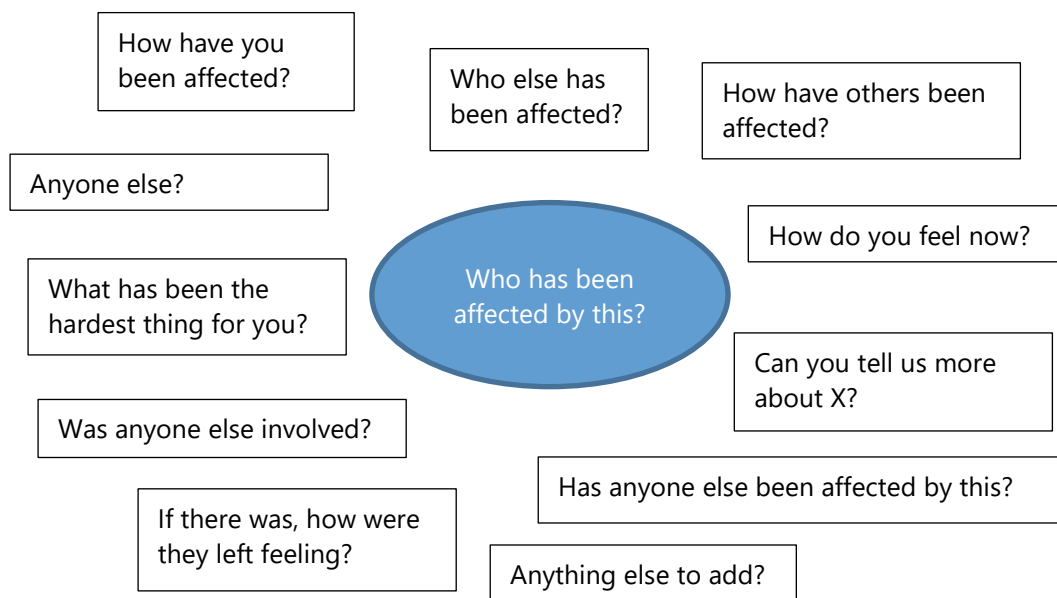 How have you
been affected?
Who else has
been affected?
How have others been
affected?
Anyone else?
How do you feel now?
Who has been
affected by this?
What has been the
hardest thing for you?
Can you tell us more
about X?
Was anyone else involved?
Has anyone else been affected by this?
If there was, how were
they left feeling?
Anything else to add?